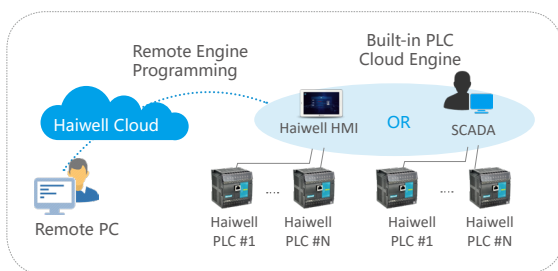 Remote Engine
Programming
Built-in PLC
Cloud Engine
Haiwell Cloud
Haiwell HMI
OR
SCADA
Remote PC
....
....
Haiwell
PLC #1
Haiwell
PLC #N
Haiwell
PLC #1
Haiwell
PLC #N